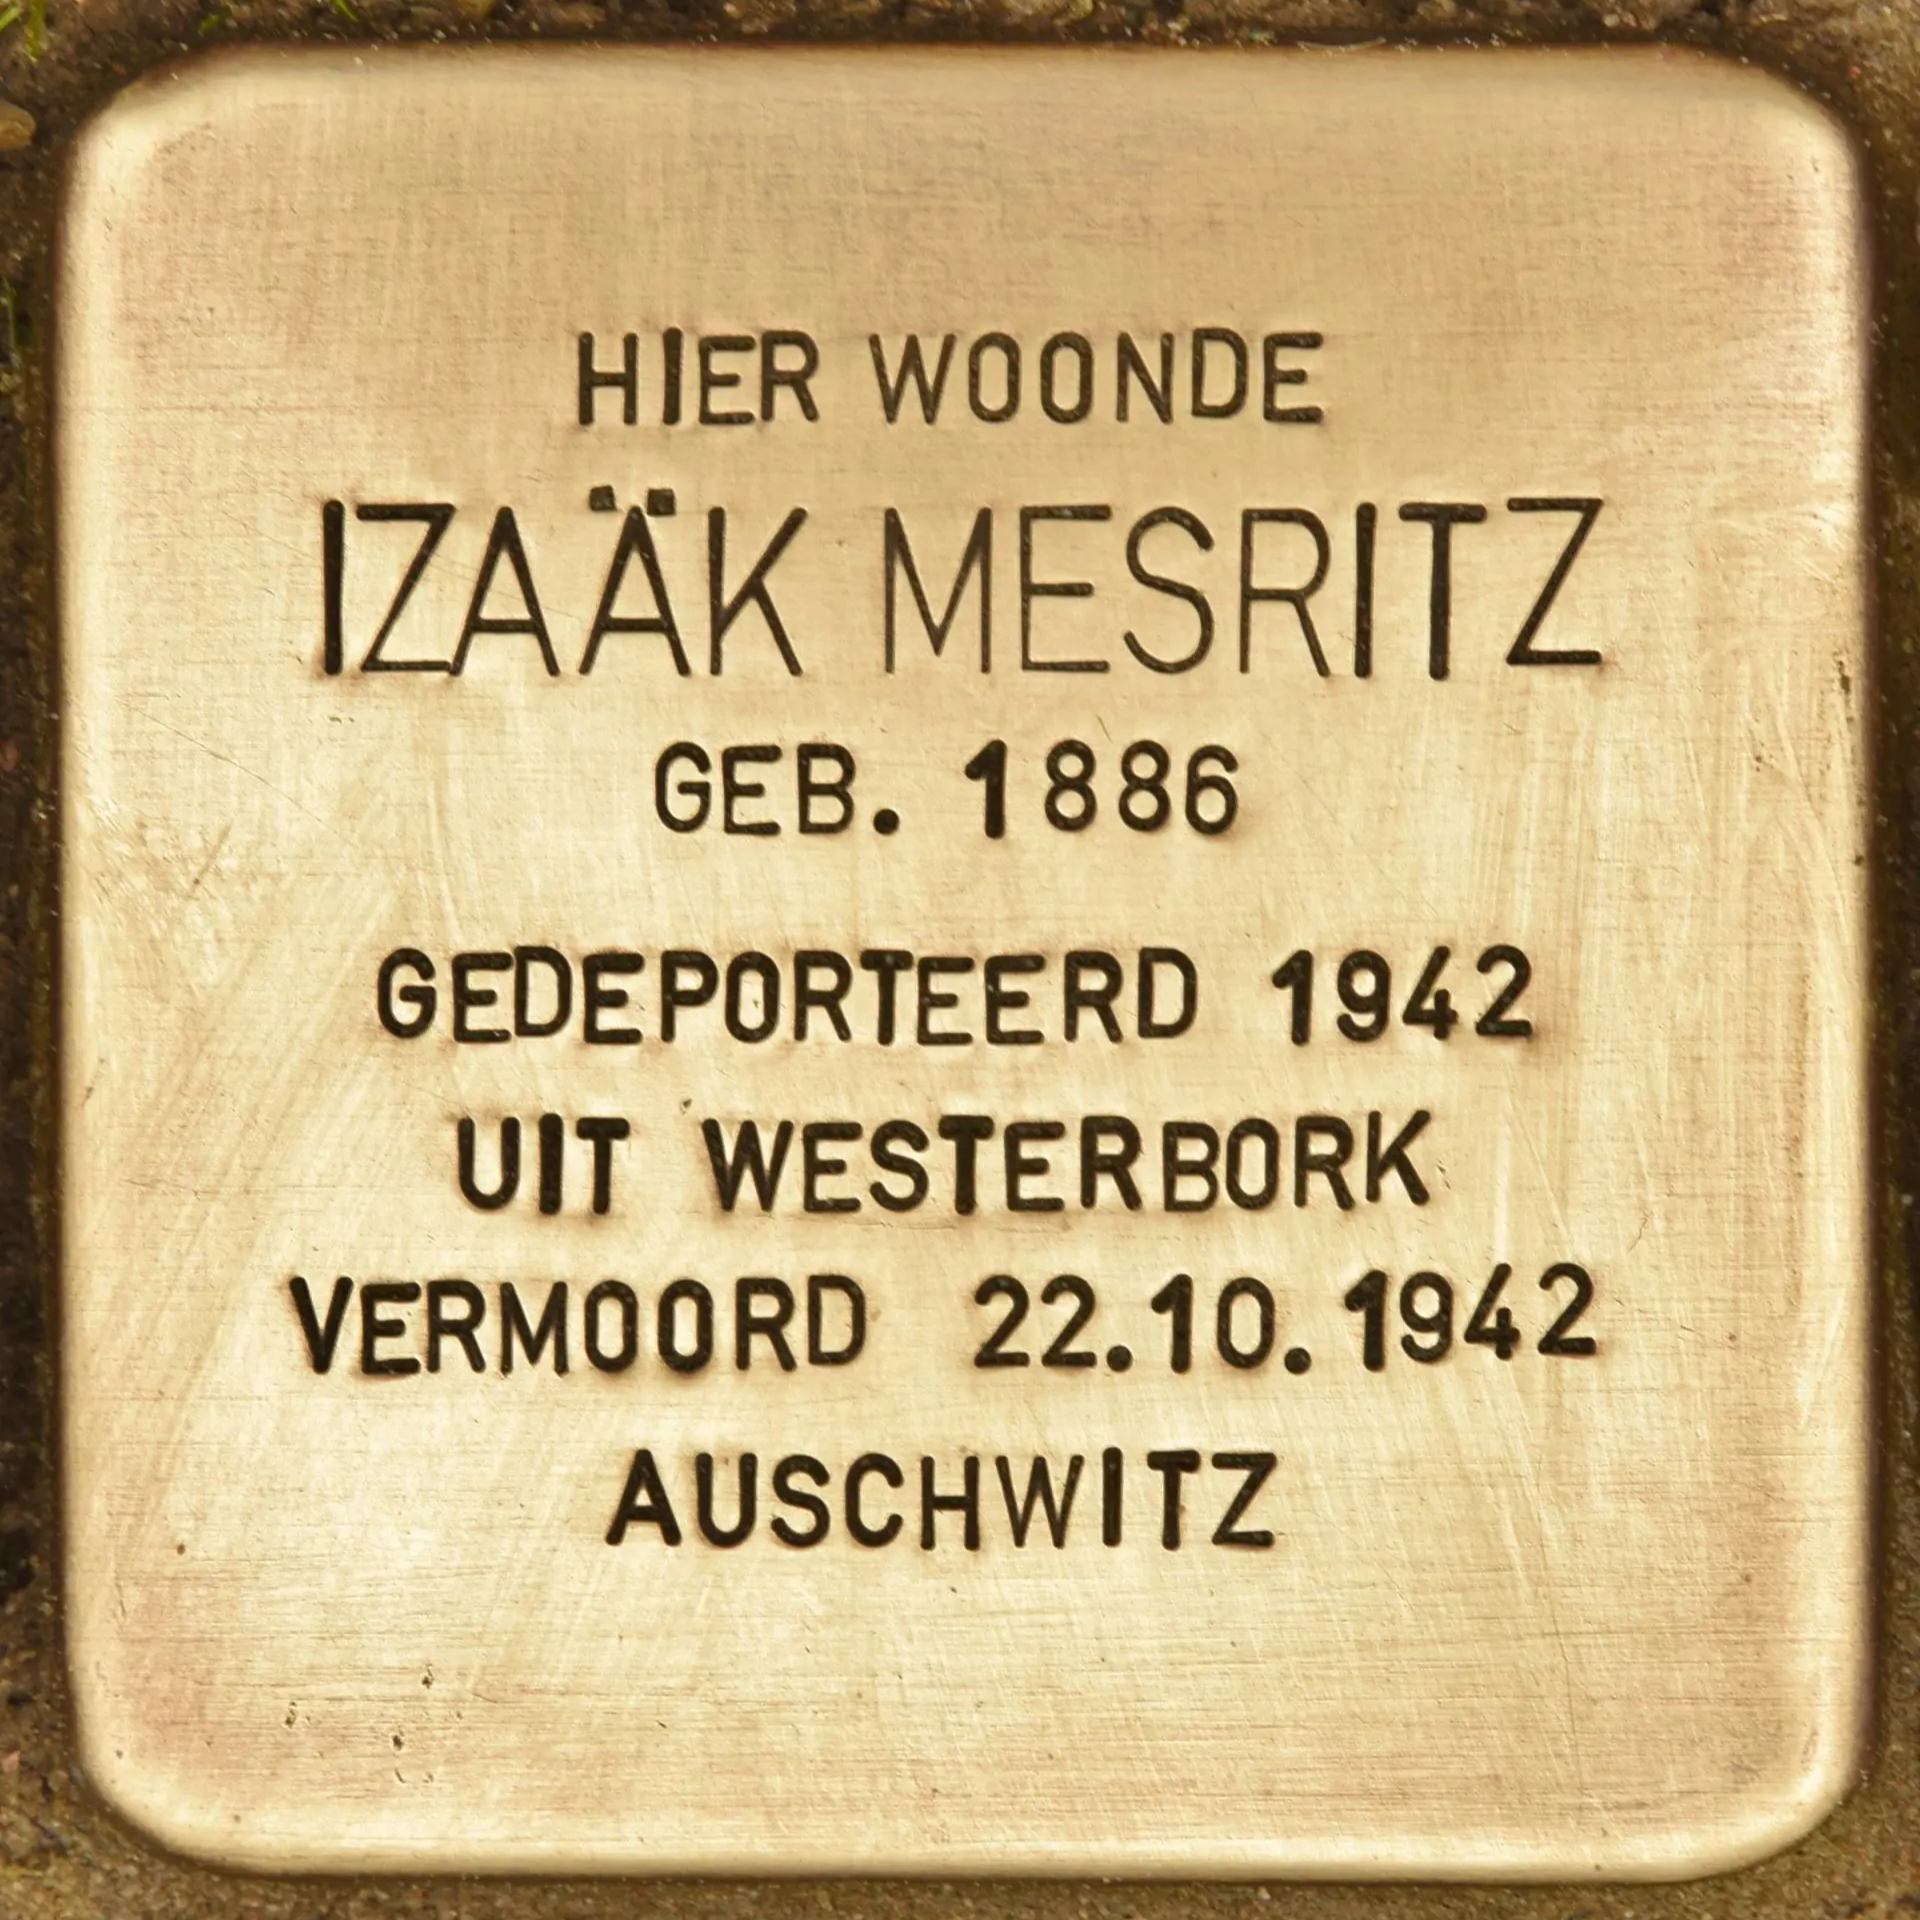 HIER WOONDE
IZAÄK MESRITZ
GEB. 1886
GEDEPORTEERD 1942
UIT WESTERBORK
VERMOORD 22.10.1942
AUSCHWITZ